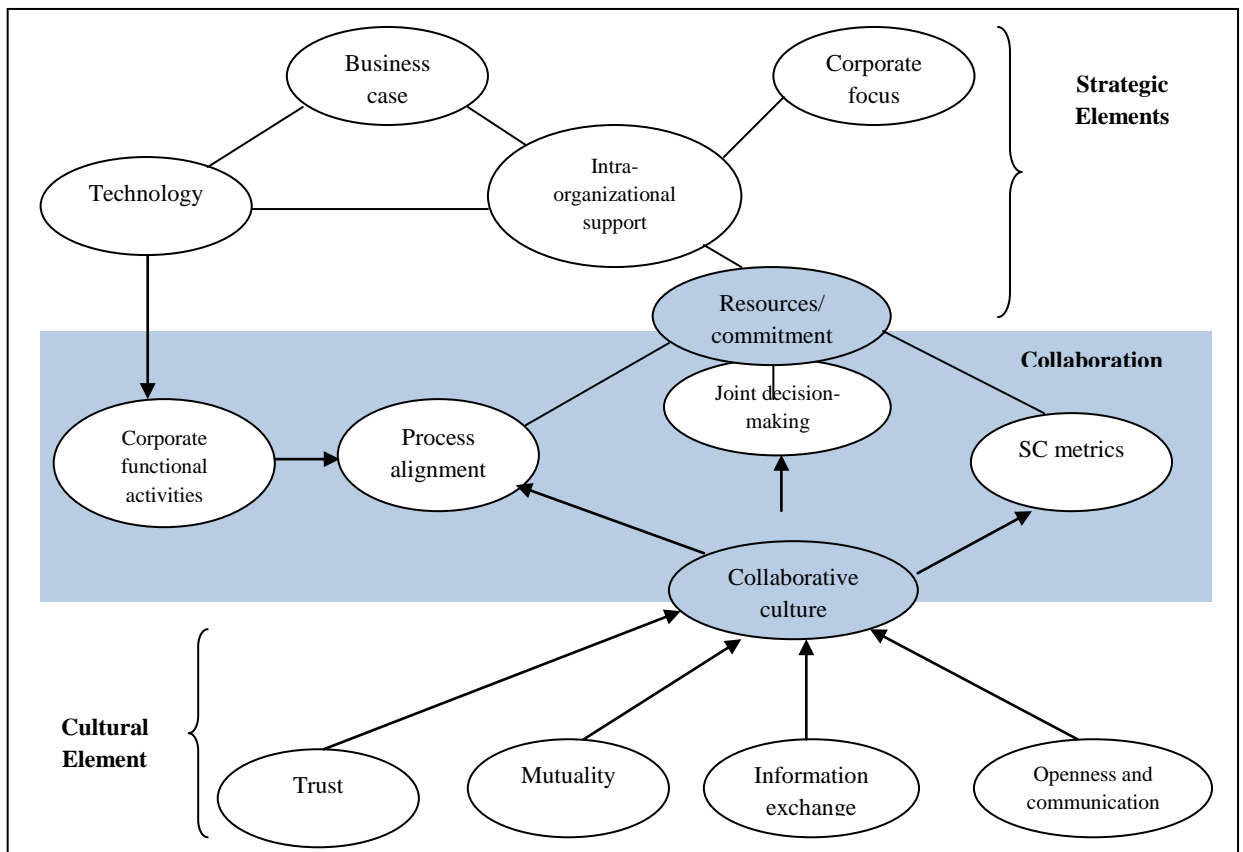 Business
case
Corporate
focus
Strategic
Elements
Technology
Intra-
organizational
support
Resources/
commitment
Collaboration
Joint decision-
making
Corporate
functional
activities
Process
alignment
SC metrics
Collaborative
culture
Cultural
Element
Trust
Mutuality
Information
exchange
Openness and
communication